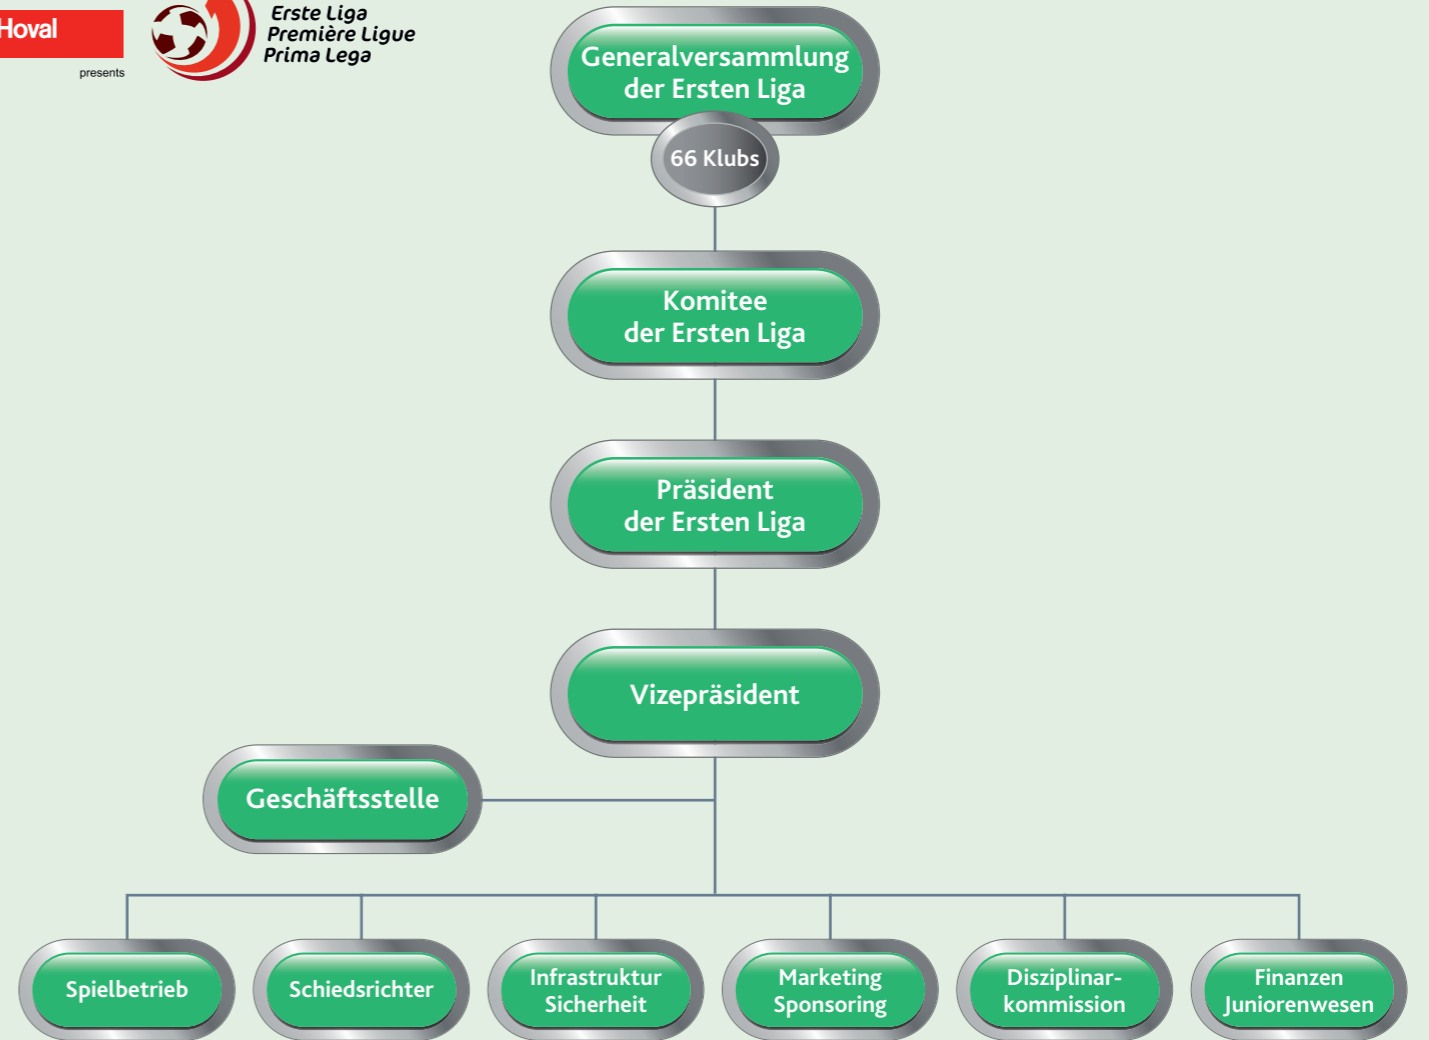 Hoval
presents
Erste Liga
Première Ligue
Prima Lega
Generalversammlung
der Ersten Liga
66 Klubs
Komitee
der Ersten Liga
Präsident
der Ersten Liga
Vizepräsident
Geschäftsstelle
Spielbetrieb
Schiedsrichter
Infrastruktur
Sicherheit
Marketing
Sponsoring
Disziplinar-
kommission
Finanzen
Juniorenwesen